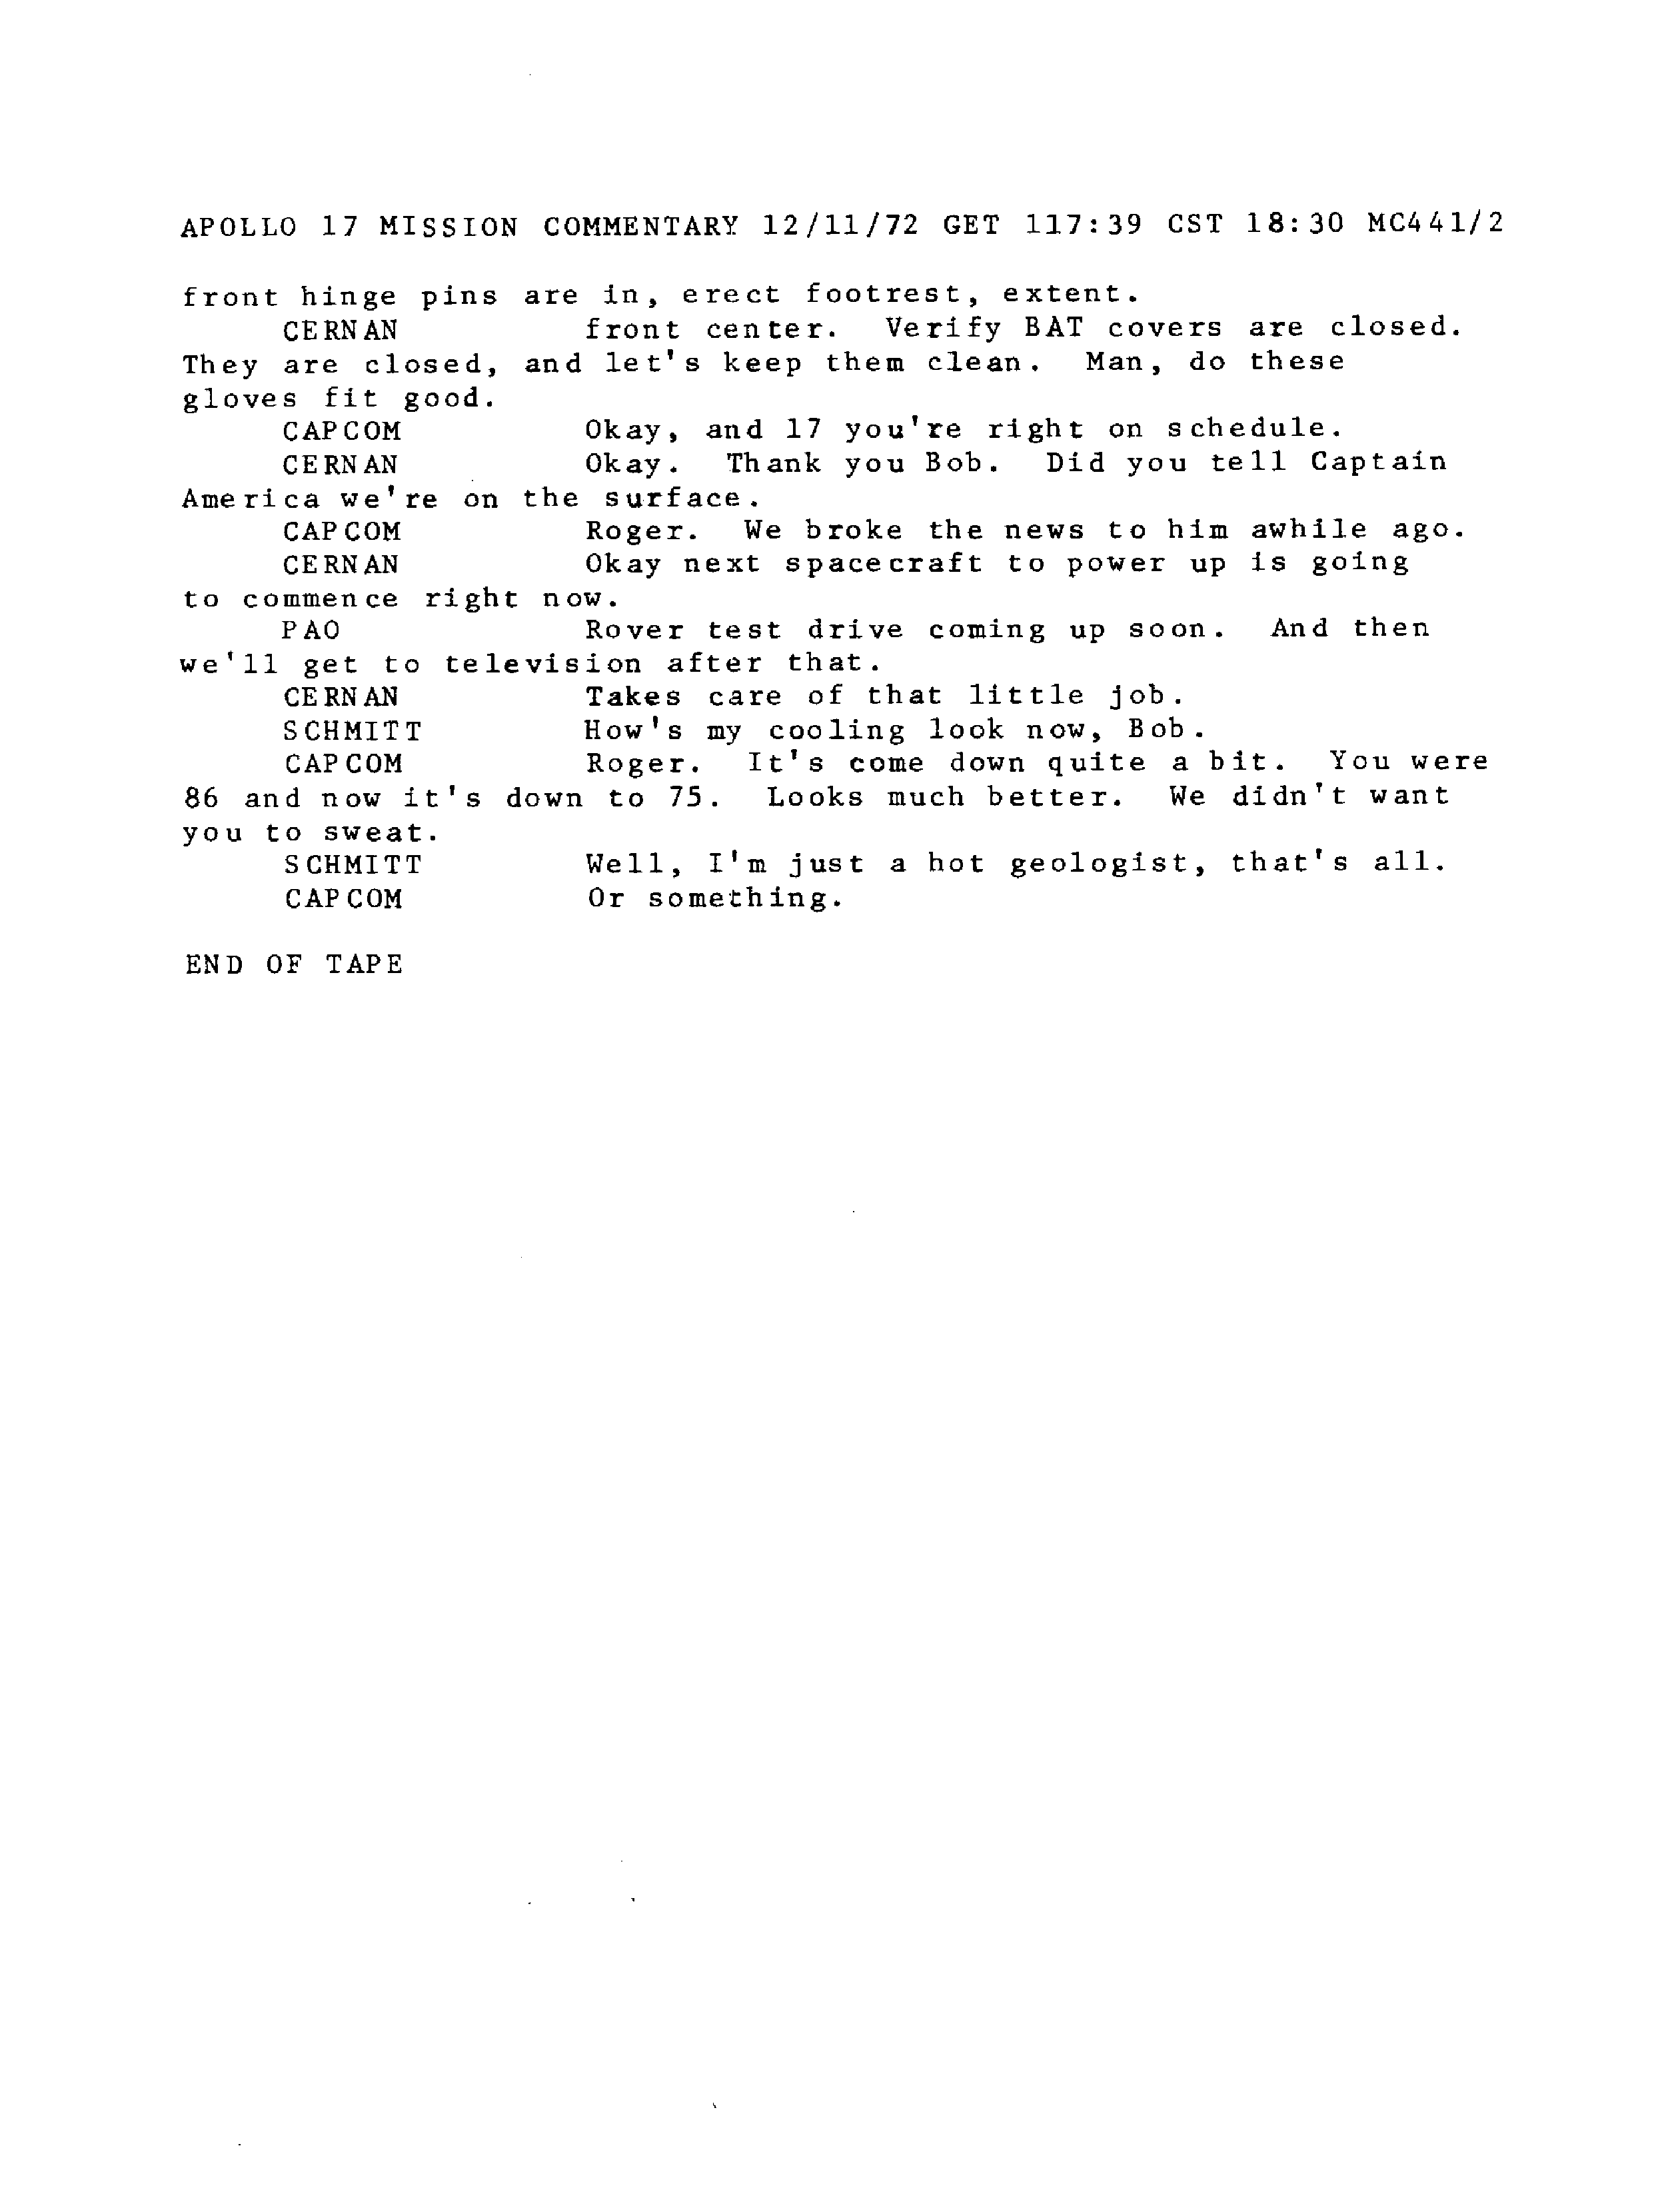 APOLLO 17 MISSION COMMENTARY 12/11/72 GET 117:39 CST 18:30 MC441/2
front hinge pins are in, erect footrest, extent.
CERNAN front center. Verify BAT covers are closed.
They are closed, and let's keep them clean. Man, do these
gloves fit good.
CAPCOM Okay, and 17 you're right on schedule.
CERNAN Okay. Thank you Bob. Did you tell Captain
America we're on the surface.
CAPCOM Roger. We broke the news to him awhile ago.
CERNAN Okay next spacecraft to power up is going
to commence right now.
PAO Rover test drive coming up soon. And then
we'll get to television after that.
CERNAN Takes care of that little job.
SCHMITT How's my cooling look now, Bob.
CAPCOM Roger. It's come down quite a bit. You were
86 and now it's down to 75. Looks much better. We didn't want
you to sweat.
SCHMITT Well, I'm just a hot geologist, that's all.
CAPCOM Or something.
END OF TAPE